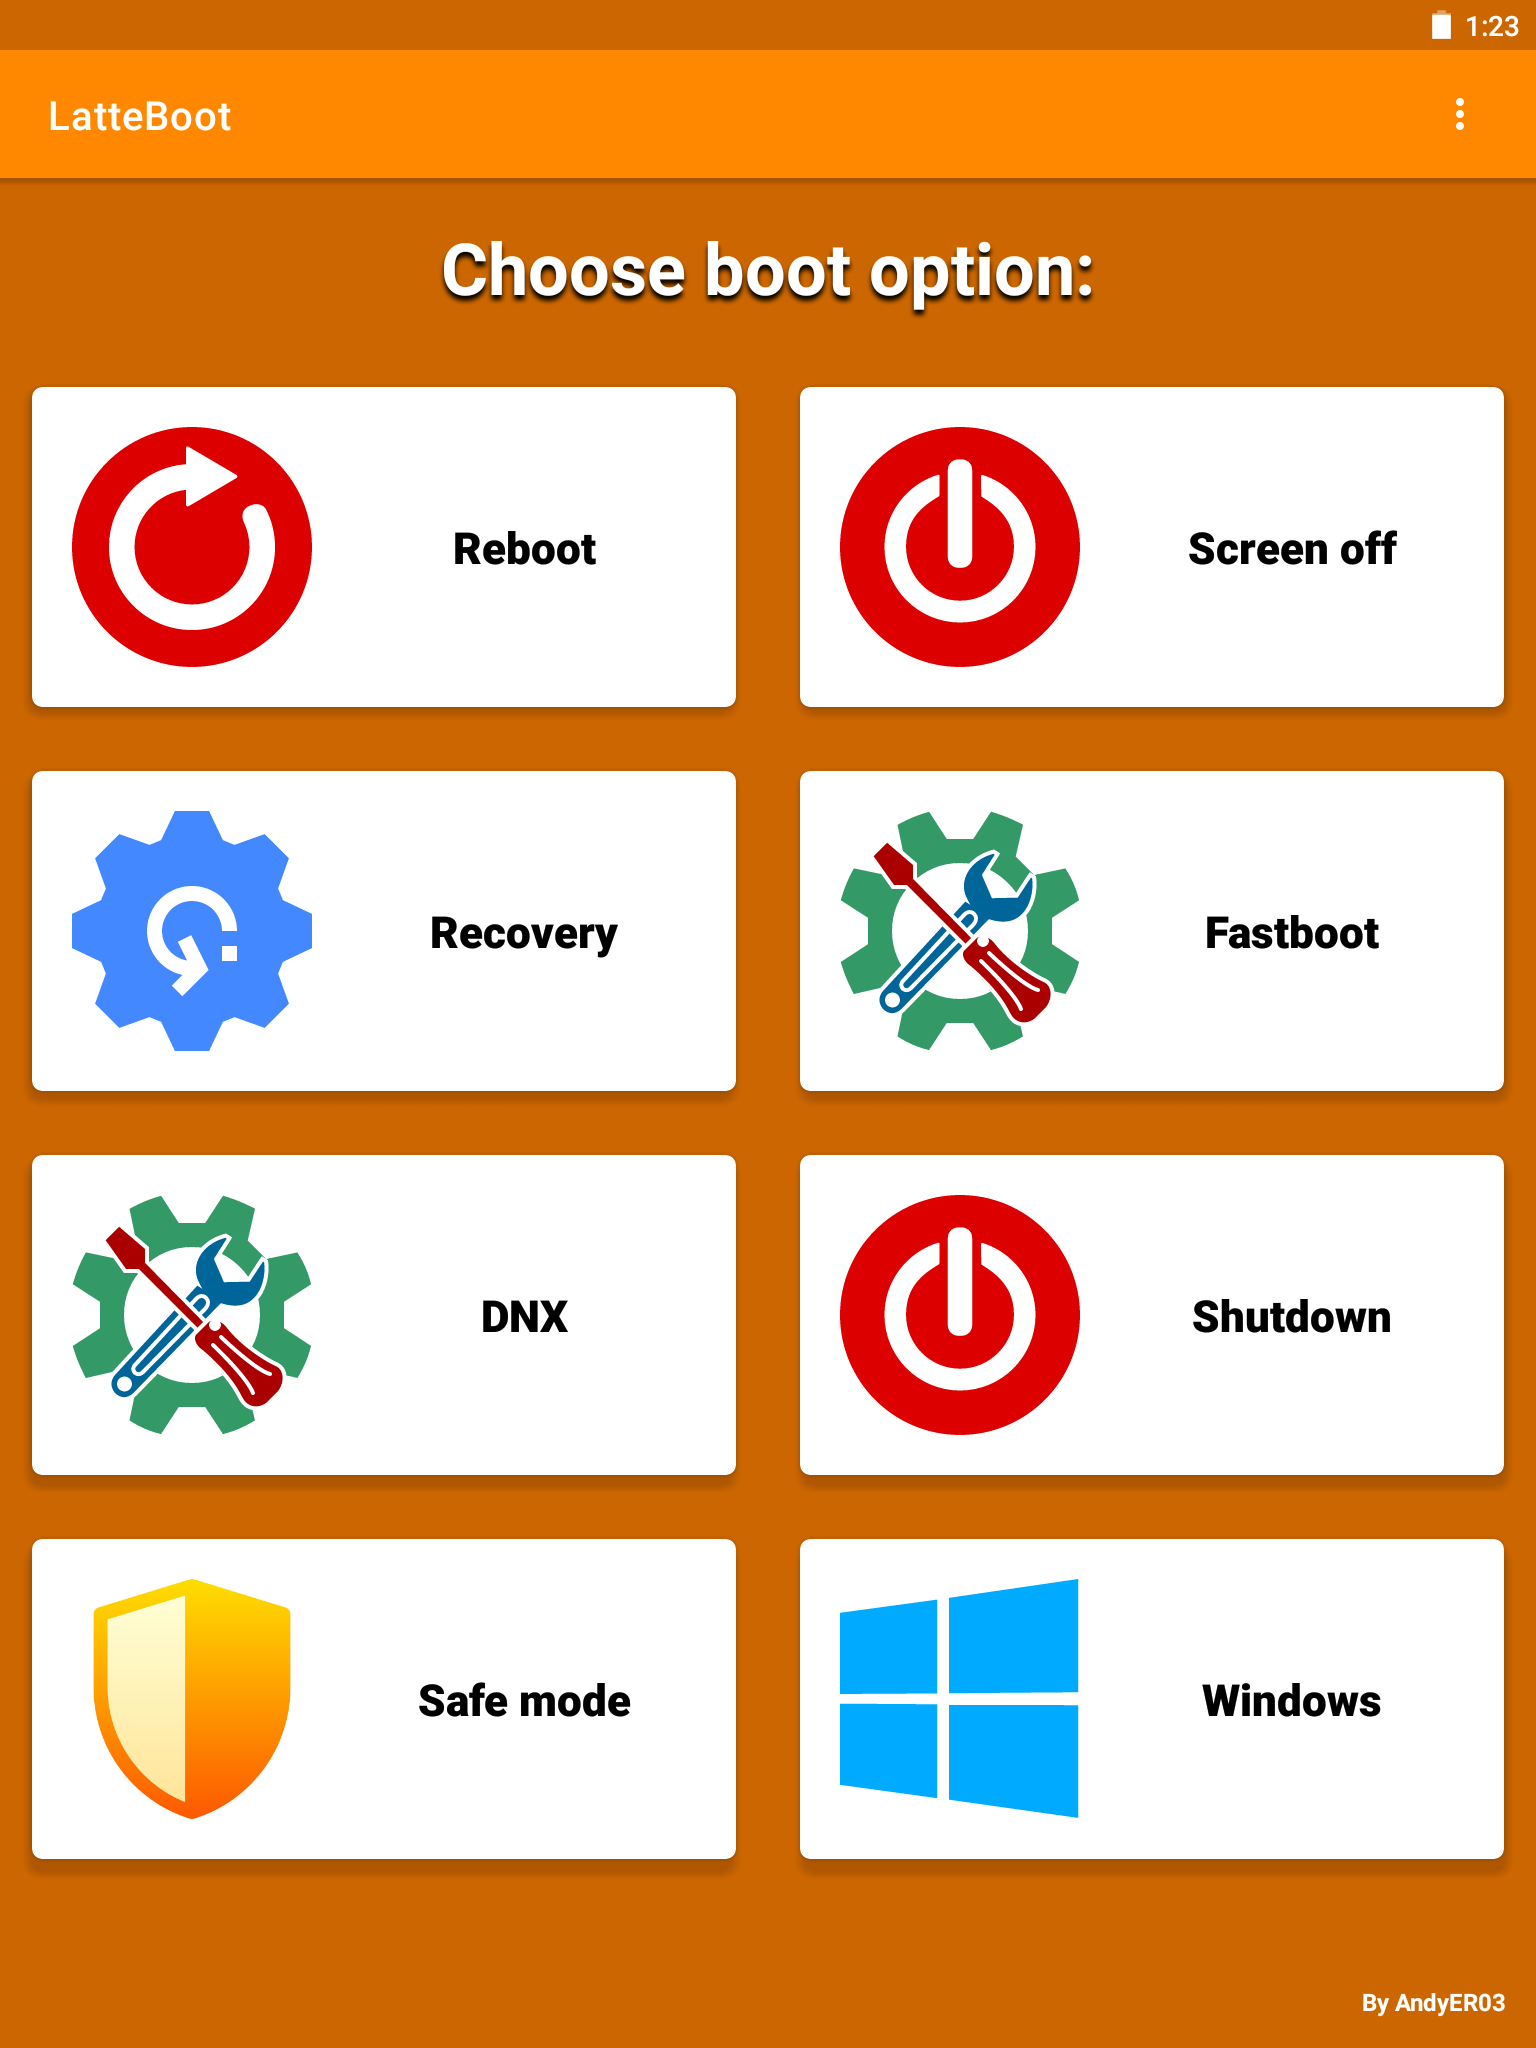 1:23
LatteBoot
Choose boot option:
Reboot
Screen off
Recovery
Fastboot
DNX
Shutdown
Safe mode
Windows
By AndyER03